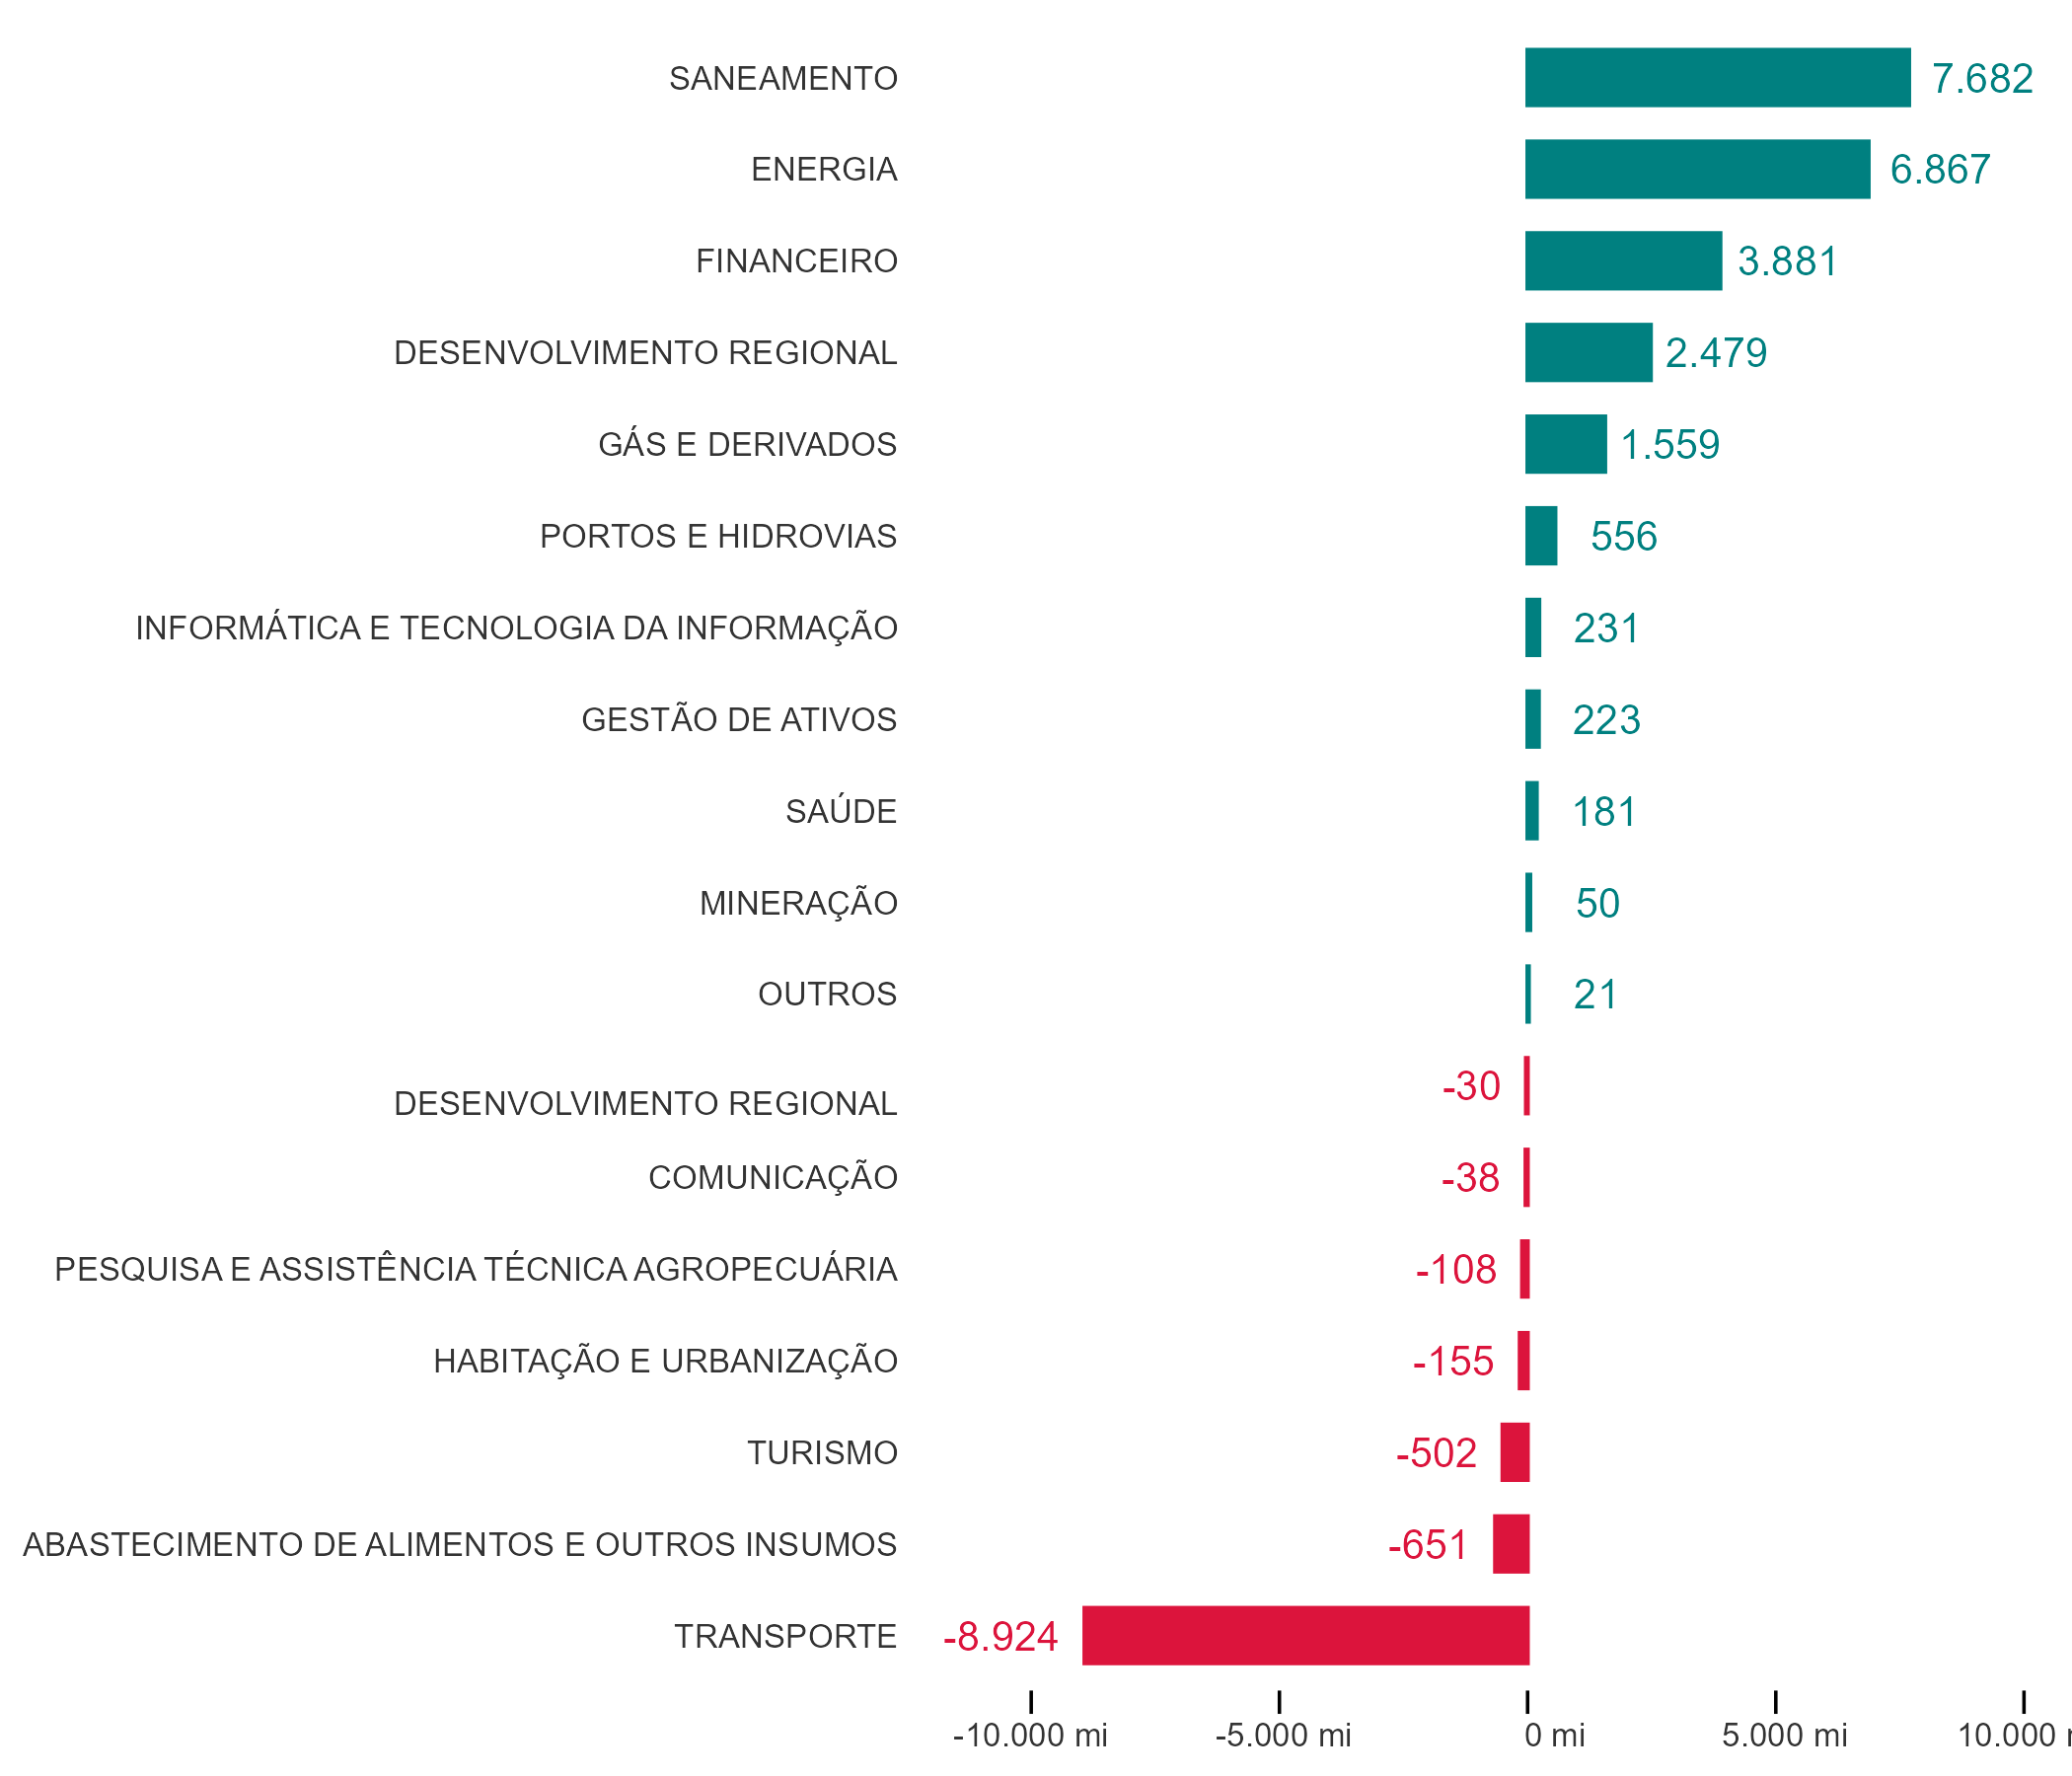 SANEAMENTO 7.682
ENERGIA 6.867
FINANCEIRO 3.881
DESENVOLVIMENTO REGIONAL 2.479
GÁS E DERIVADOS 1.559
PORTOS E HIDROVIAS 556
INFORMÁTICA E TECNOLOGIA DA INFORMAÇÃO 231
GESTÃO DE ATIVOS 223
SAÚDE 181
MINERAÇÃO 50
OUTROS 21
DESENVOLVIMENTO REGIONAL -30
COMUNICAÇÃO -38
PESQUISA E ASSISTÊNCIA TÉCNICA AGROPECUÁRIA -108
HABITAÇÃO E URBANIZAÇÃO -155
TURISMO -502
ABASTECIMENTO DE ALIMENTOS E OUTROS INSUMOS -651
TRANSPORTE -8.924
-10.000 mi -5.000 mi 0 mi 5.000 mi 10.000